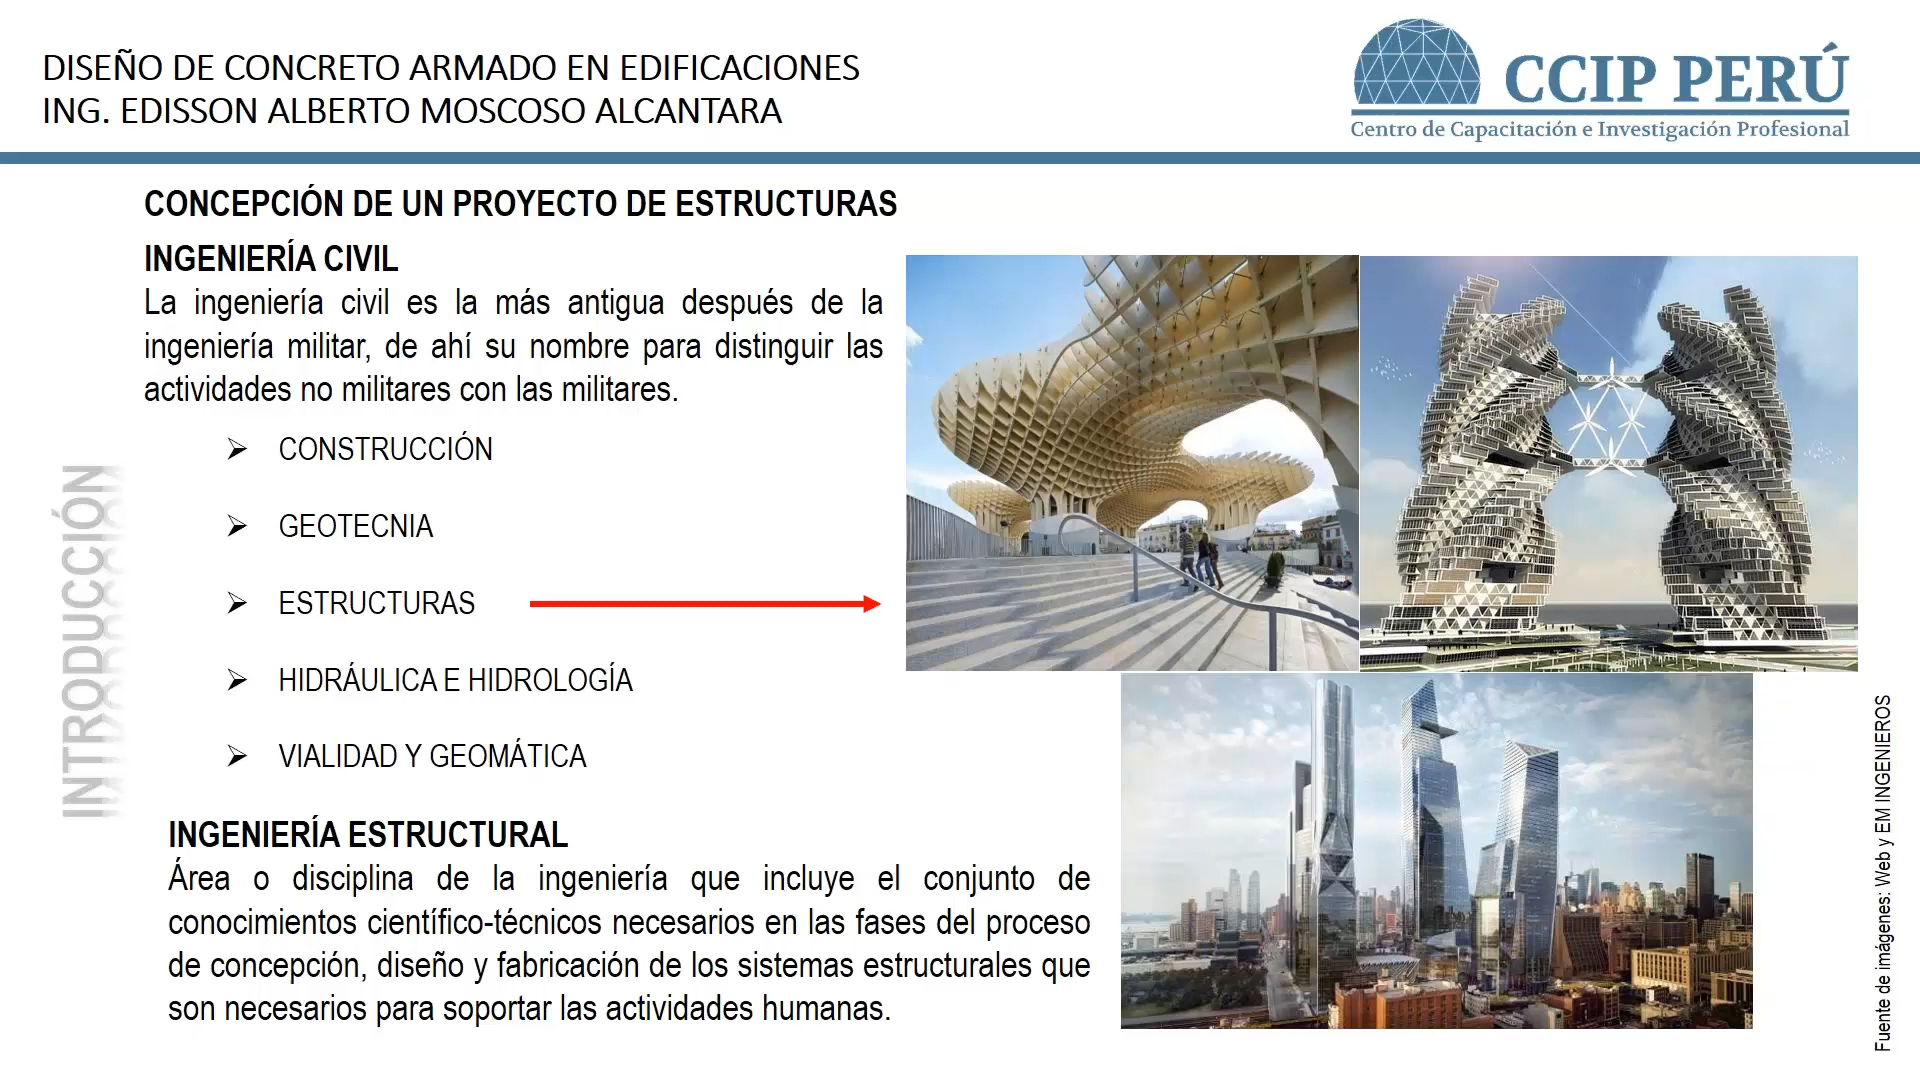 DISEÑO DE CONCRETO ARMADO EN EDIFICACIONES
ING. EDISSON ALBERTO MOSCOSO ALCANTARA
CCIP PERÚ
Centro de Capacitación e Investigación Profesional
CONCEPCIÓN DE UN PROYECTO DE ESTRUCTURAS
INGENIERÍA CIVIL
La ingeniería civil es la más antigua después de la
ingeniería militar, de ahí su nombre para distinguir las
actividades no militares con las militares.
➢ CONSTRUCCIÓN
➢ GEOTECNIA
➢ ESTRUCTURAS
➢ HIDRÁULICA E HIDROLOGÍA
➢ VIALIDAD Y GEOMÁTICA
INTRODUCCIÓN
INGENIERÍA ESTRUCTURAL
Área o disciplina de la ingeniería que incluye el conjunto de
conocimientos científico-técnicos necesarios en las fases del proceso
de concepción, diseño y fabricación de los sistemas estructurales que
son necesarios para soportar las actividades humanas.
Fuente de imágenes: Web y EM INGENIEROS